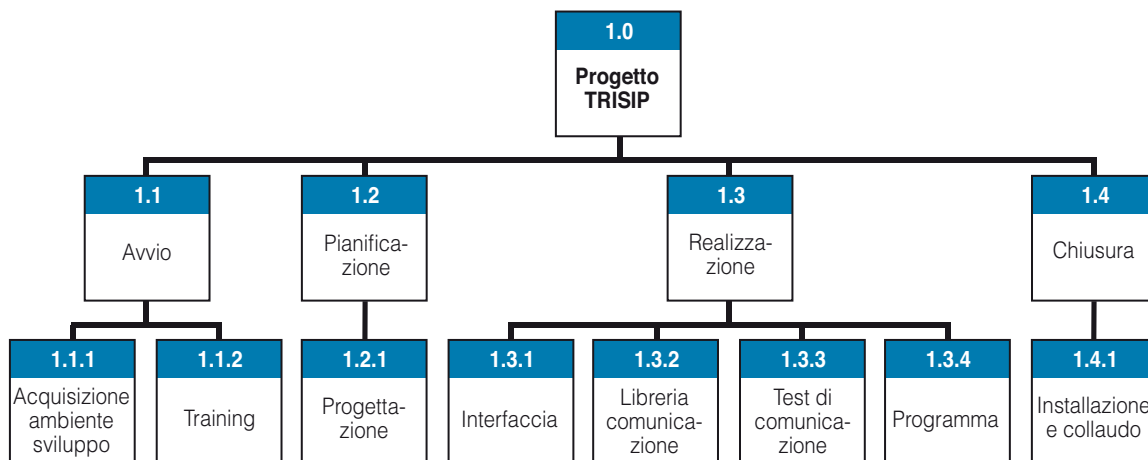 1.0
Progetto
TRISIP
1.1
Avvio
1.2
Pianifica-
zione
1.3
Realizza-
zione
1.4
Chiusura
1.1.1
Acquisizione
ambiente
sviluppo
1.1.2
Training
1.2.1
Progetta-
zione
1.3.1
Interfaccia
1.3.2
Libreria
comunica-
zione
1.3.3
Test di
comunica-
zione
1.3.4
Programma
1.4.1
Installazione
e collaudo